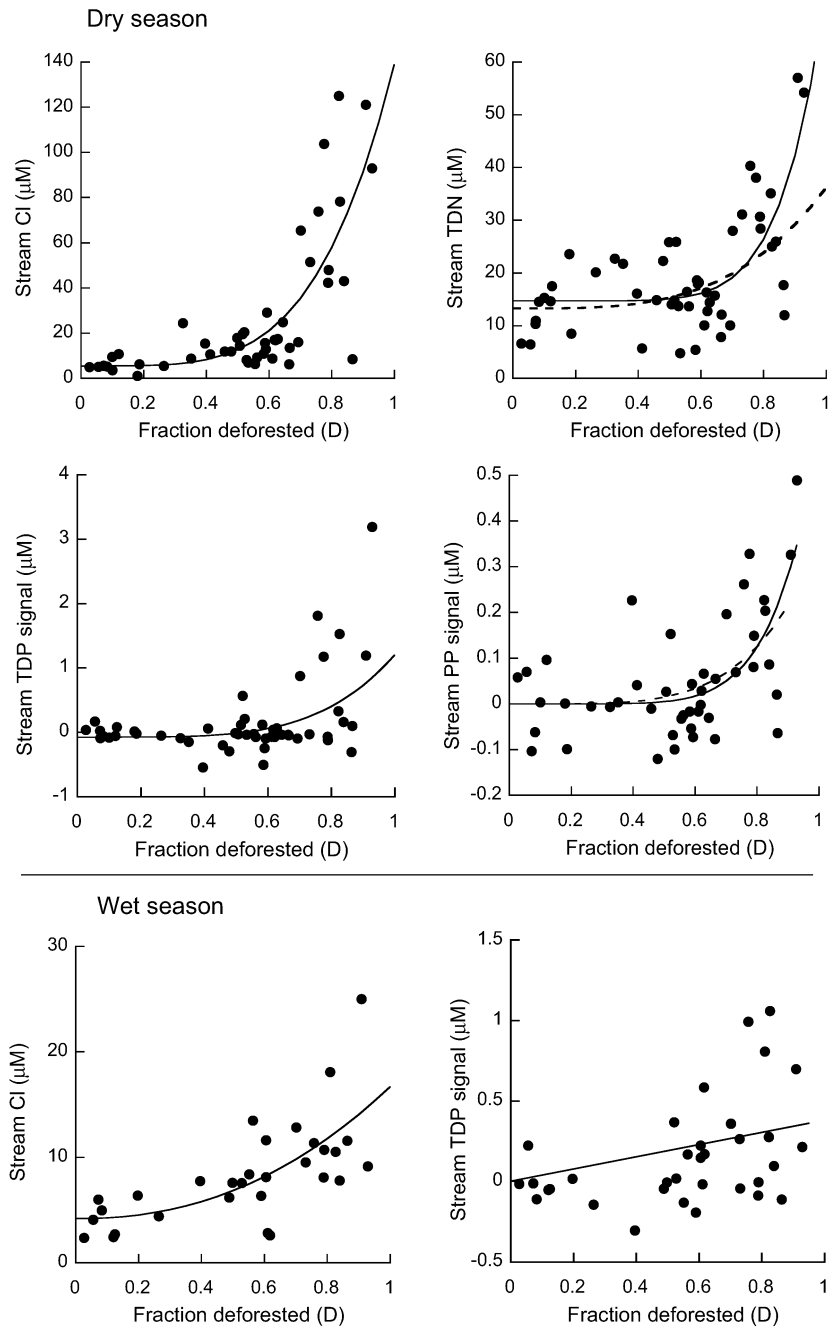 Dry season
140
120
100
80
60
40
20
0
Stream Cl (µM)
0 0.2 0.4 0.6 0.8 1
Fraction deforested (D)
60
50
40
30
20
10
0
Stream TDN (µM)
0 0.2 0.4 0.6 0.8 1
Fraction deforested (D)
4
3
2
1
0
-1
Stream TDP signal (µM)
0 0.2 0.4 0.6 0.8 1
Fraction deforested (D)
0.5
0.4
0.3
0.2
0.1
0
-0.1
-0.2
Stream PP signal (µM)
0 0.2 0.4 0.6 0.8 1
Fraction deforested (D)
Wet season
30
20
10
0
Stream Cl (µM)
0 0.2 0.4 0.6 0.8 1
Fraction deforested (D)
1.5
1
0.5
0
-0.5
Stream TDP signal (µM)
0 0.2 0.4 0.6 0.8 1
Fraction deforested (D)